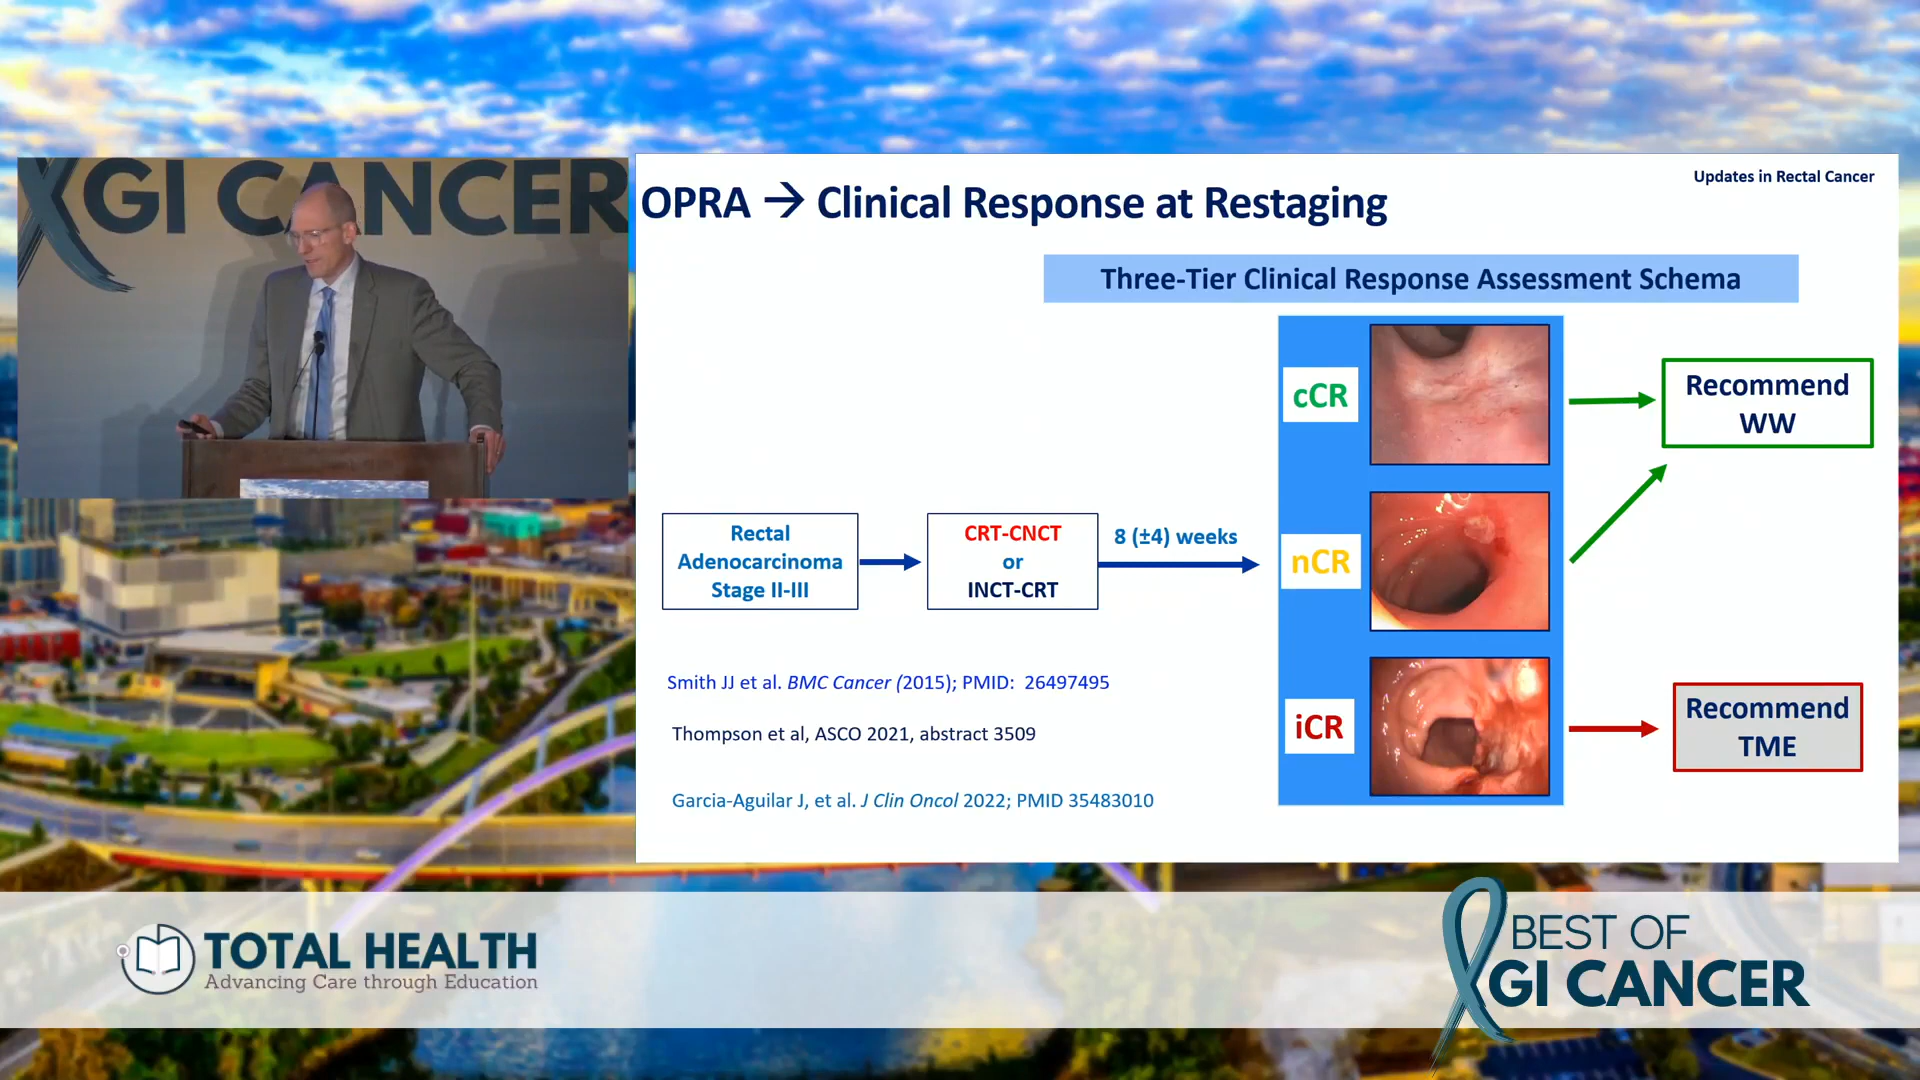 GI CANCER
Updates in Rectal Cancer
OPRA → Clinical Response at Restaging
Three-Tier Clinical Response Assessment Schema
Rectal
Adenocarcinoma
Stage II-III
CRT-CNCT
or
INCT-CRT
8 (±4) weeks
cCR
nCR
iCR
Recommend
WW
Recommend
TME
Smith JJ et al. BMC Cancer (2015); PMID: 26497495
Thompson et al, ASCO 2021, abstract 3509
Garcia-Aguilar J, et al. J Clin Oncol 2022; PMID 35483010
TOTAL HEALTH
Advancing Care through Education
BEST OF
GI CANCER